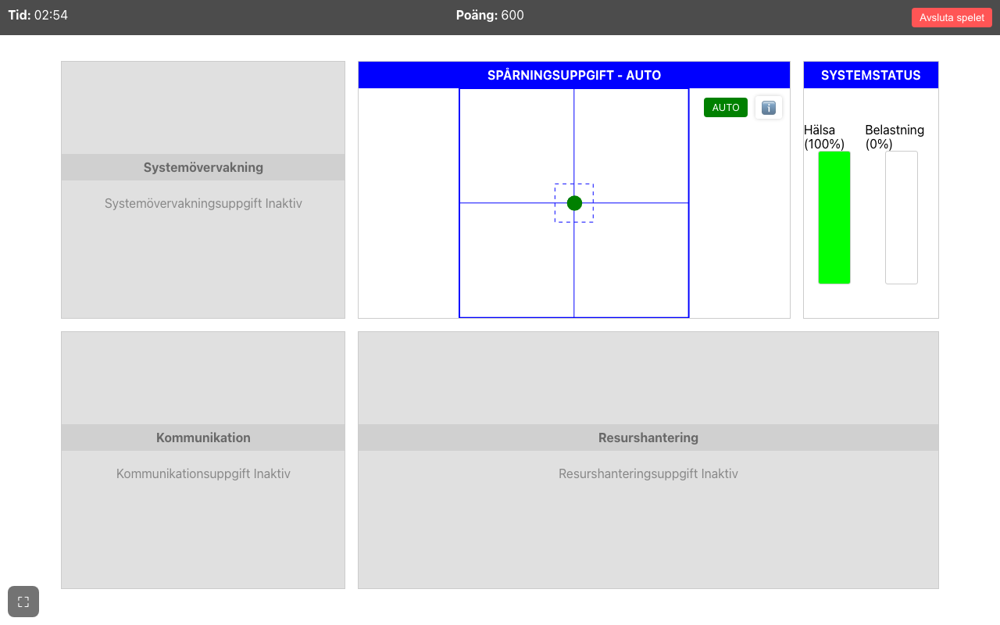 Tid: 02:54
Poäng: 600
Avsluta spelet
Systemövervakning
Systemövervakningsuppgift Inaktiv
SPÅRNINGSUPPGIFT - AUTO
AUTO
SYSTEMSTATUS
Hälsa
(100%)
Belastning
(0%)
Kommunikation
Kommunikationsuppgift Inaktiv
Resurshantering
Resurshanteringsuppgift Inaktiv